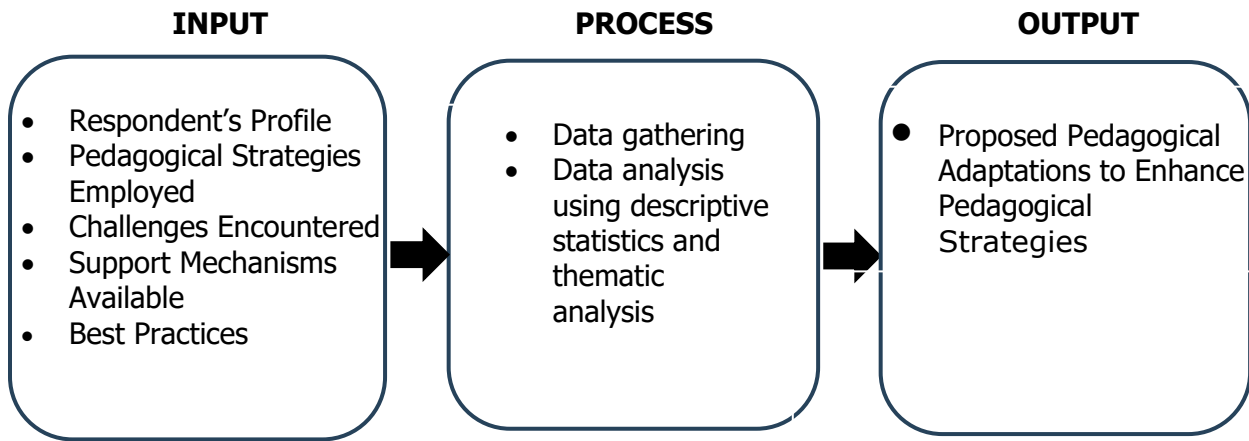 INPUT
• Respondent’s Profile
• Pedagogical Strategies
Employed
• Challenges Encountered
• Support Mechanisms
Available
• Best Practices
PROCESS
• Data gathering
• Data analysis
using descriptive
statistics and
thematic
analysis
OUTPUT
• Proposed Pedagogical
Adaptations to Enhance
Pedagogical
Strategies